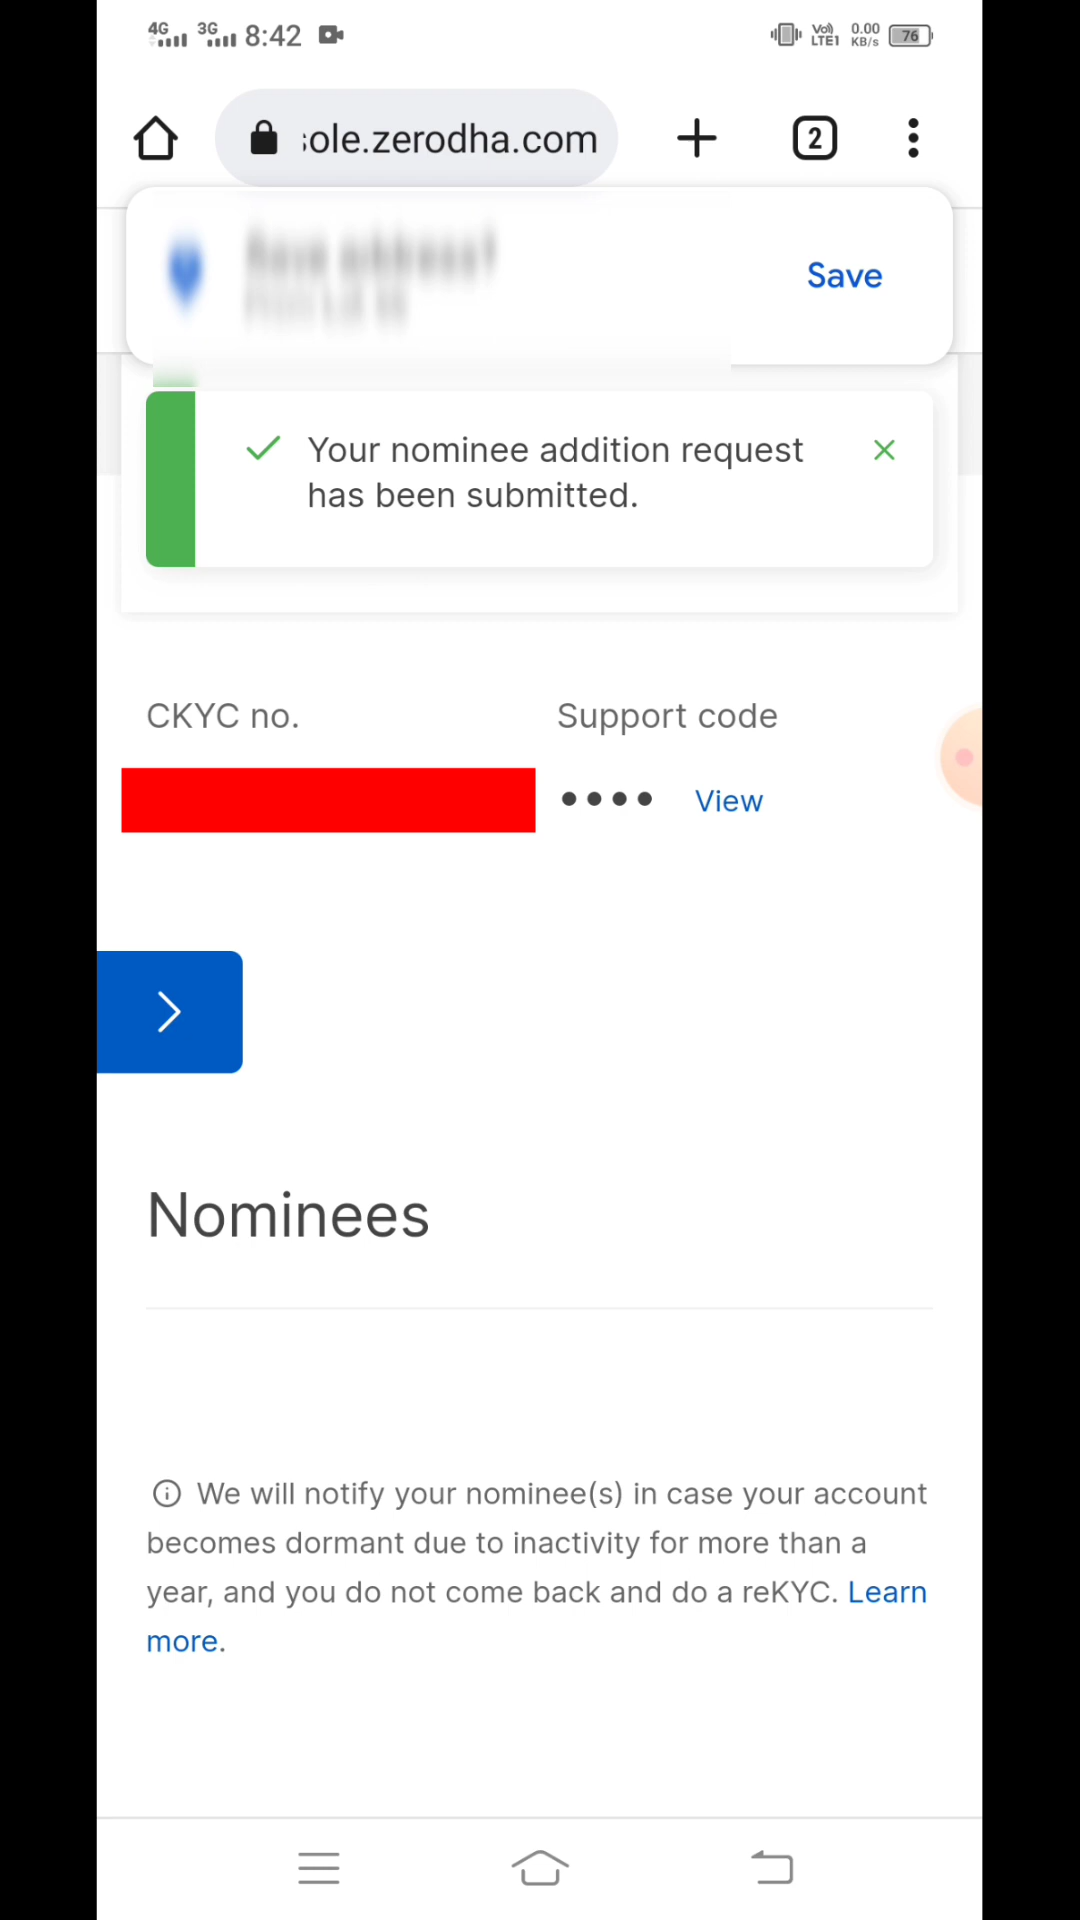 4G 3G 8:42 Vo) LTE1 0.00 KB/s 76
:ole.zerodha.com 2
Save
Your nominee addition request
has been submitted.
CKYC no. Support code
View
Nominees
We will notify your nominee(s) in case your account
becomes dormant due to inactivity for more than a
year, and you do not come back and do a reKYC. Learn
more.